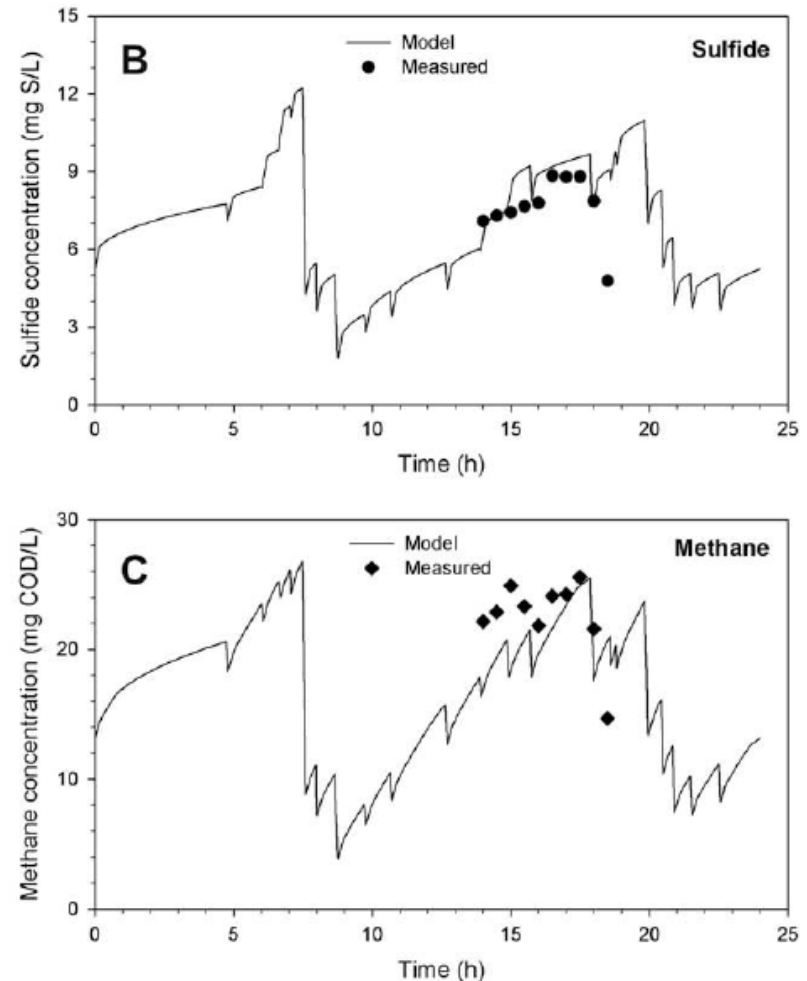 B
Sulfide
Model
Measured
Sulfide concentration (mg S/L)
15
12
9
6
3
0
0 5 10 15 20 25
Time (h)
C
Methane
Model
Measured
Methane concentration (mg COD/L)
30
20
10
0
0 5 10 15 20 25
Time (h)